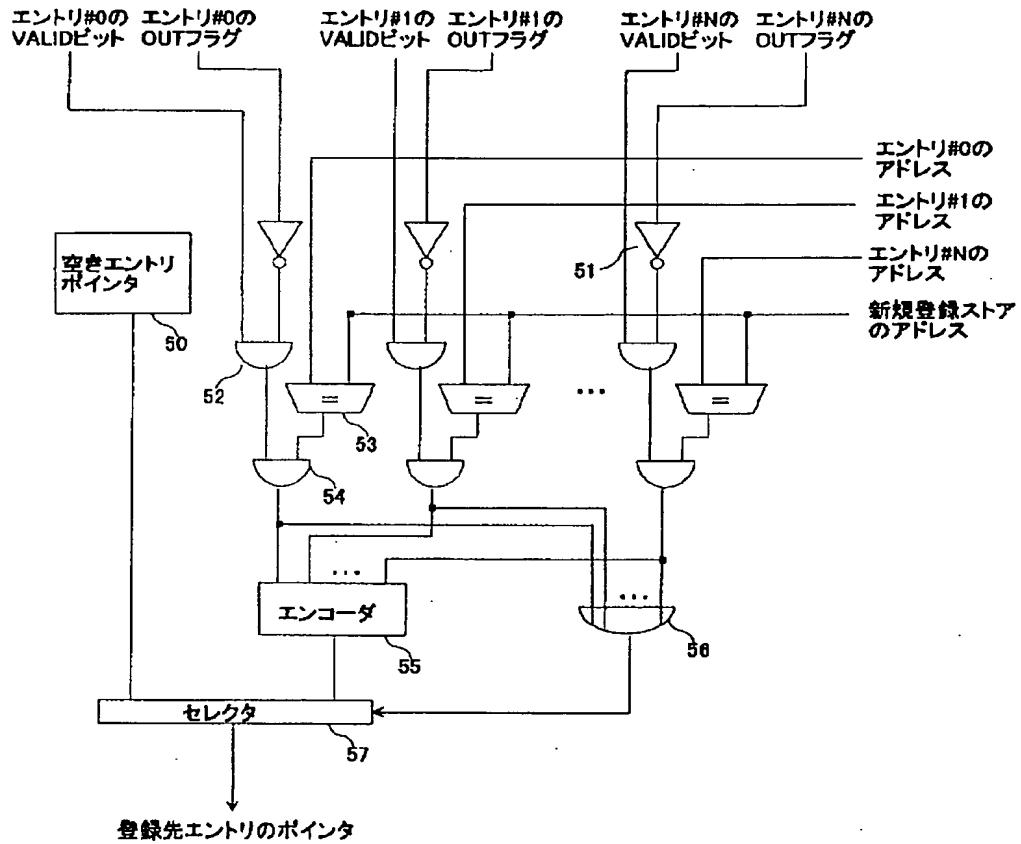 エントリ#0の エントリ#0の エントリ#1の エントリ#1の エントリ#Nの エントリ#Nの
VALIDビット OUTフラグ VALIDビット OUTフラグ VALIDビット OUTフラグ
エントリ#0の
アドレス
エントリ#1の
アドレス
エントリ#Nの
アドレス
新規登録ストア
のアドレス
空きエントリ
ポインタ
50
51
52
=
=
=
...
53
54
...
...
エンコーダ
55
56
セレクタ
57
登録先エントリのポインタ